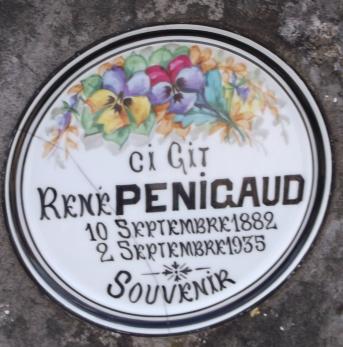 CI GIT
RENÉ PENIGAUD
10 SEPTEMBRE 1882
2 SEPTEMBRE 1935
SOUVENIR